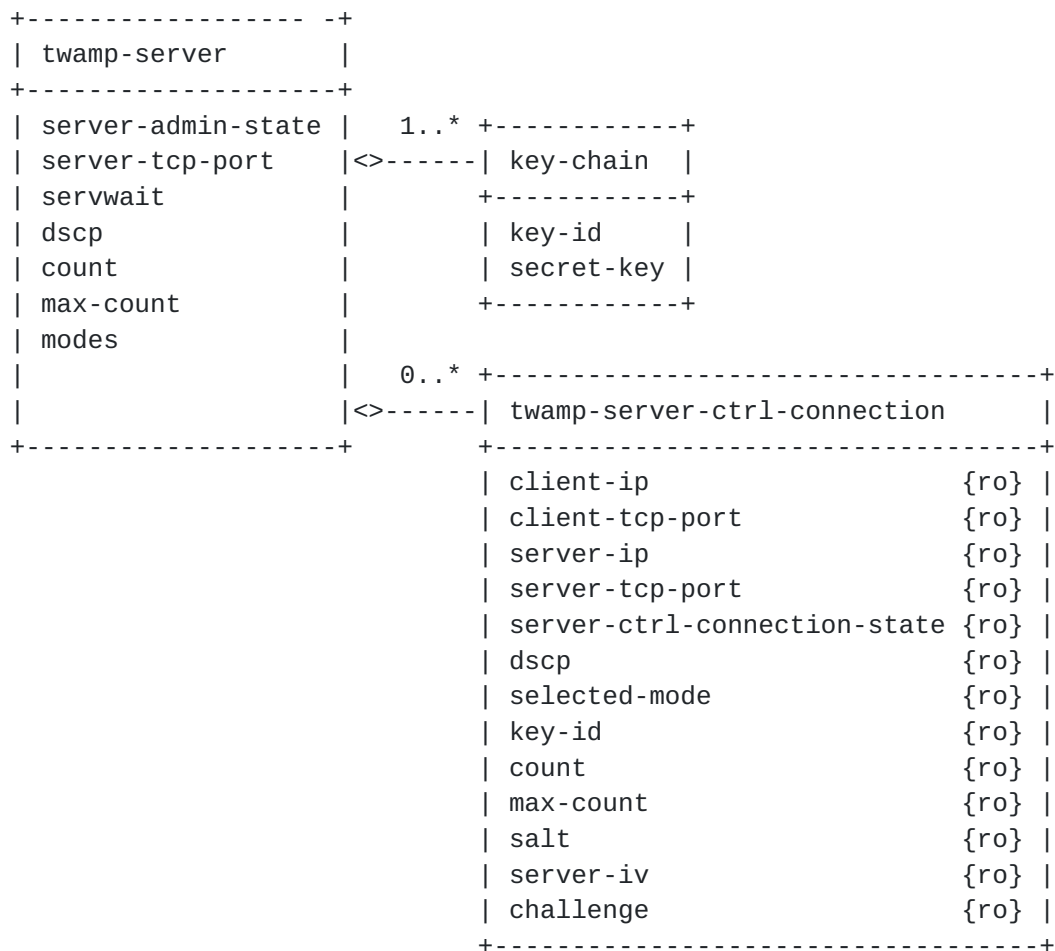 +------------------ -+
| twamp-server       |
+--------------------+
| server-admin-state |   1..* +------------+
| server-tcp-port    |<>------| key-chain  |
| servwait           |        +------------+
| dscp               |        | key-id     |
| count              |        | secret-key |
| max-count          |        +------------+
| modes              |
|                    |   0..* +-----------------------------------+
|                    |<>------| twamp-server-ctrl-connection      |
+--------------------+        +-----------------------------------+
                              | client-ip                    {ro} |
                              | client-tcp-port              {ro} |
                              | server-ip                    {ro} |
                              | server-tcp-port              {ro} |
                              | server-ctrl-connection-state {ro} |
                              | dscp                         {ro} |
                              | selected-mode                {ro} |
                              | key-id                       {ro} |
                              | count                        {ro} |
                              | max-count                    {ro} |
                              | salt                         {ro} |
                              | server-iv                    {ro} |
                              | challenge                    {ro} |
                              +-----------------------------------+